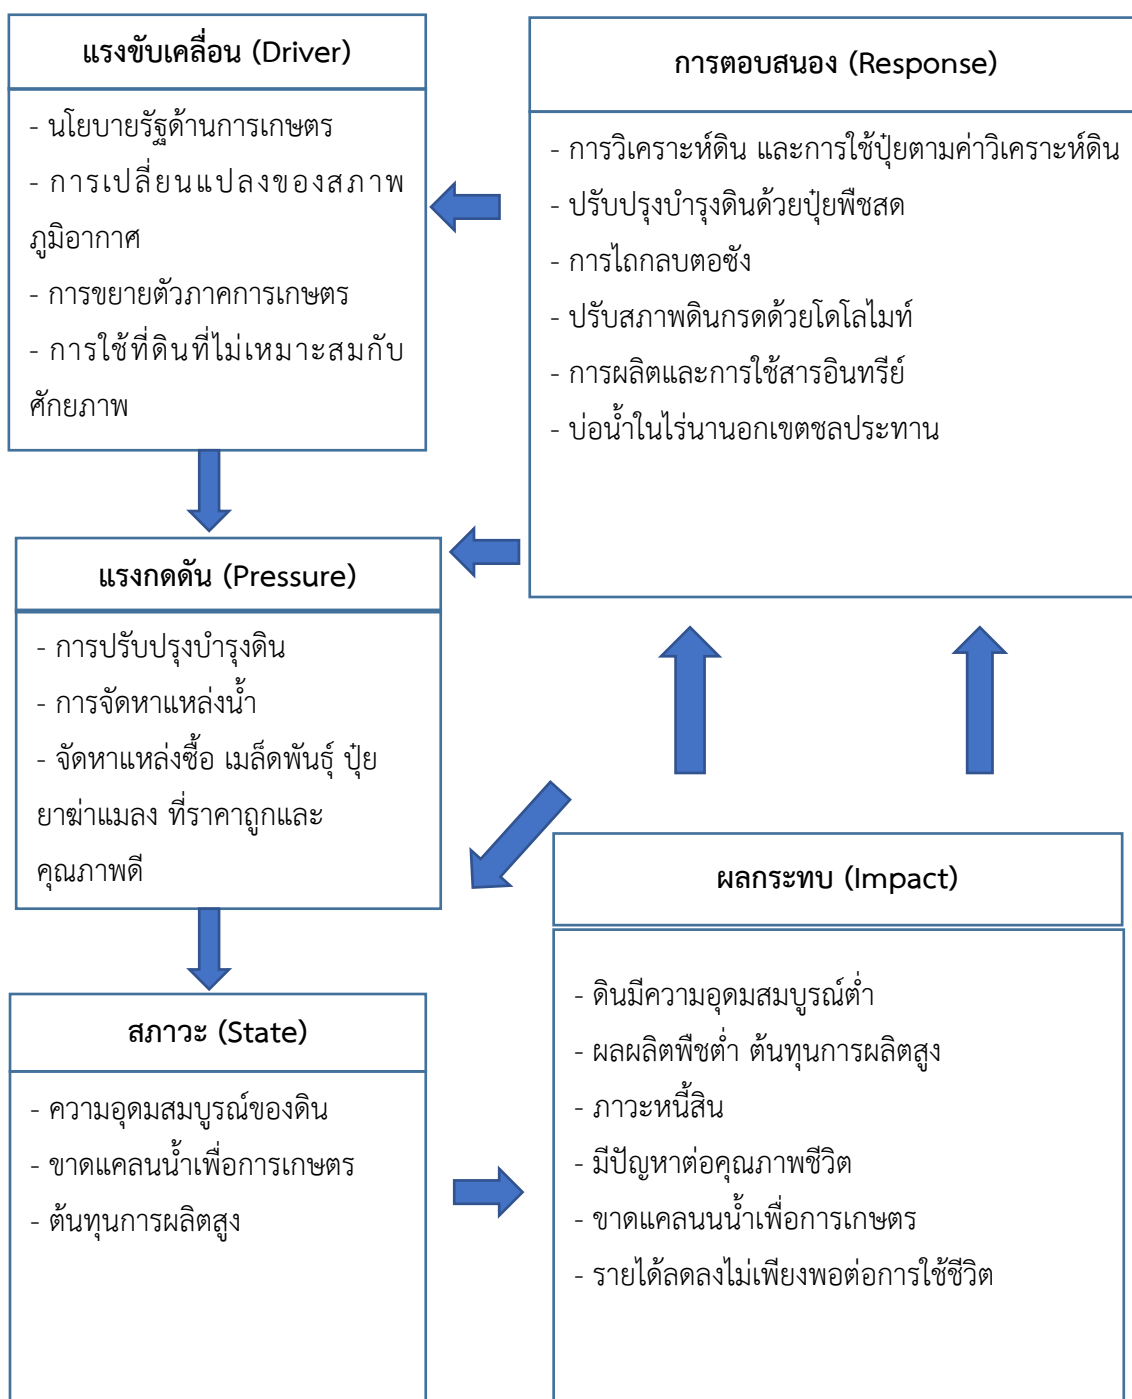 แรงขับเคลื่อน (Driver)
- นโยบายรัฐด้านการเกษตร
- การเปลี่ยนแปลงของสภาพ
ภูมิอากาศ
- การขยายตัวภาคการเกษตร
- การใช้ที่ดินที่ไม่เหมาะสมกับ
ศักยภาพ
การตอบสนอง (Response)
- การวิเคราะห์ดิน และการใช้ปุ๋ยตามค่าวิเคราะห์ดิน
- ปรับปรุงบำรุงดินด้วยปุ๋ยพืชสด
- การไถกลบตอซัง
- ปรับสภาพดินกรดด้วยโดโลไมท์
- การผลิตและการใช้สารอินทรีย์
- บ่อน้ำในไร่นานอกเขตชลประทาน
แรงกดดัน (Pressure)
- การปรับปรุงบำรุงดิน
- การจัดหาแหล่งน้ำ
- จัดหาแหล่งซื้อ เมล็ดพันธุ์ ปุ๋ย
ยาฆ่าแมลง ที่ราคาถูกและ
คุณภาพดี
สภาวะ (State)
- ความอุดมสมบูรณ์ของดิน
- ขาดแคลนน้ำเพื่อการเกษตร
- ต้นทุนการผลิตสูง
ผลกระทบ (Impact)
- ดินมีความอุดมสมบูรณ์ต่ำ
- ผลผลิตพืชต่ำ ต้นทุนการผลิตสูง
- ภาวะหนี้สิน
- มีปัญหาต่อคุณภาพชีวิต
- ขาดแคลนนน้ำเพื่อการเกษตร
- รายได้ลดลงไม่เพียงพอต่อการใช้ชีวิต